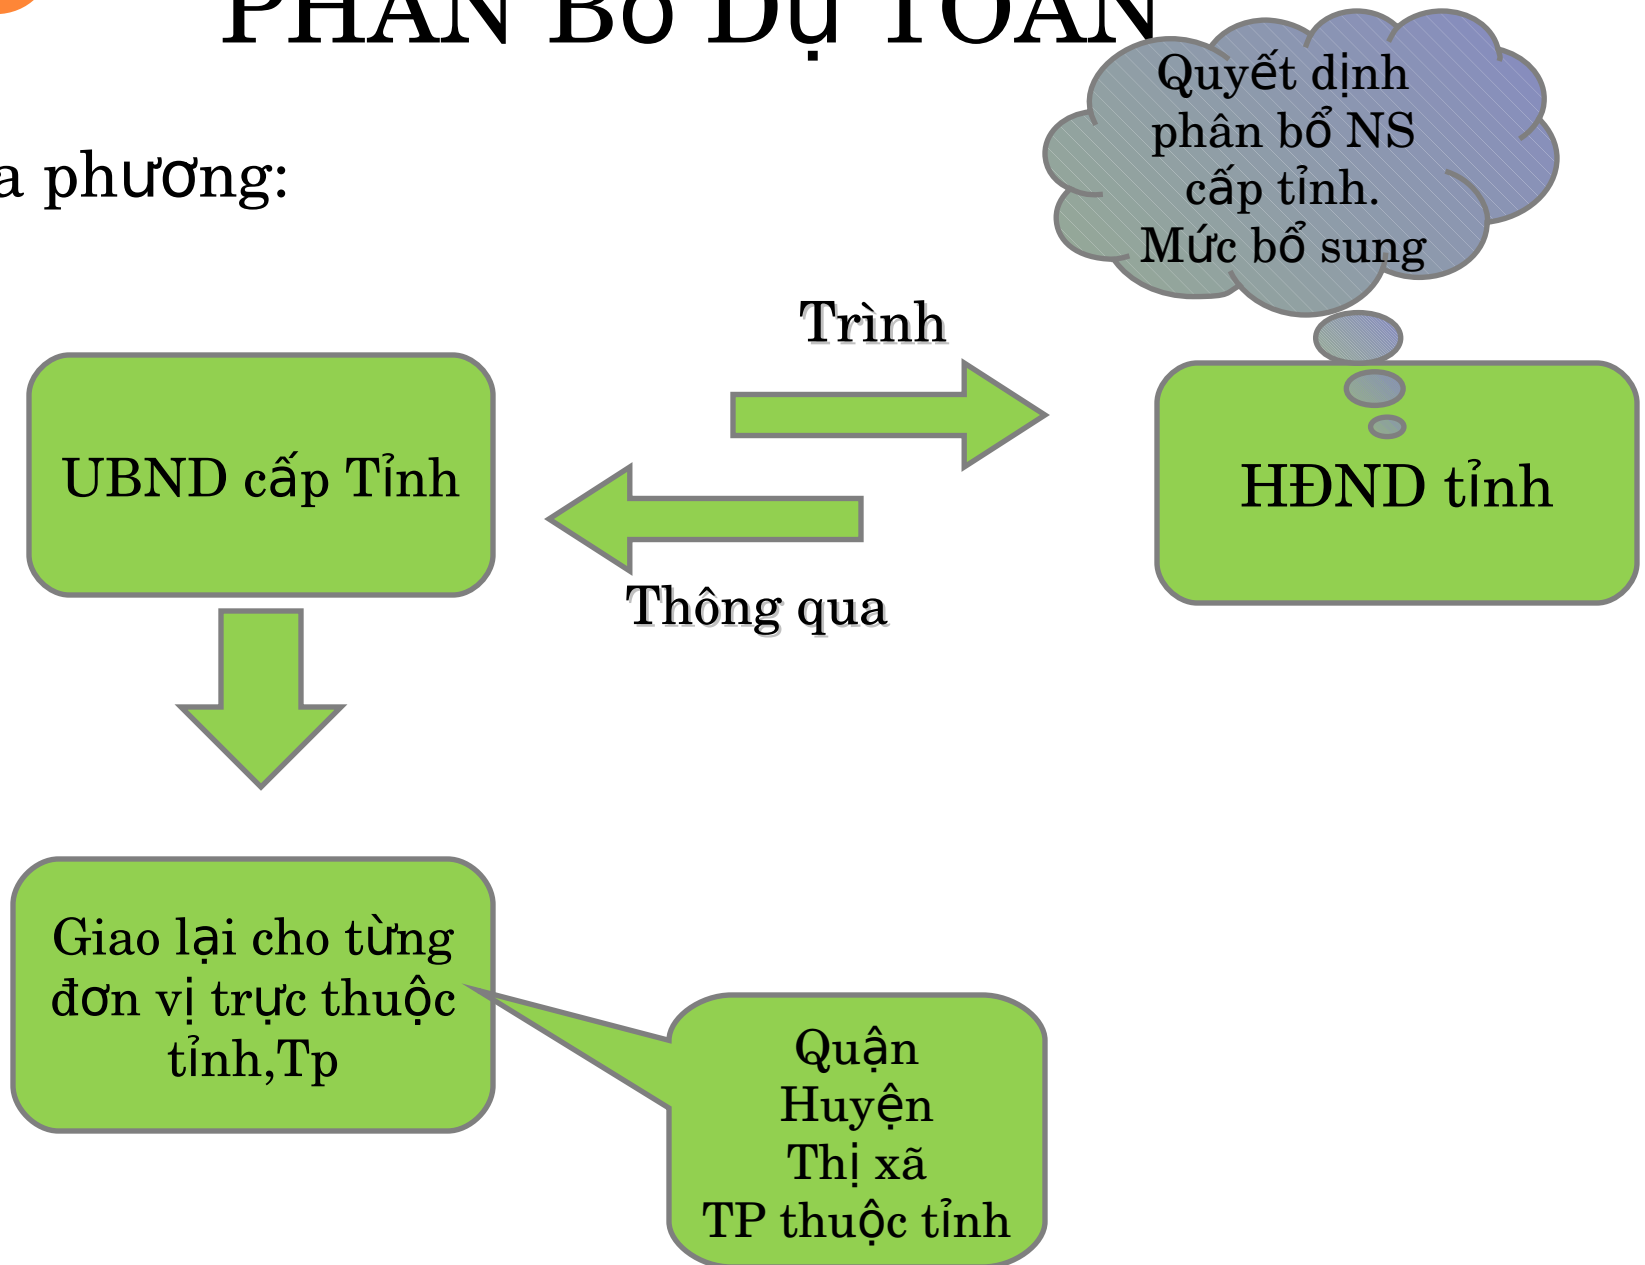 PHÂN Bổ Dự TOÁN
a phương:
Quyết dịnh
phân bổ NS
cấp tỉnh.
Mức bổ sung
Trình
UBND cấp Tỉnh
HĐND tỉnh
Thông qua
Giao lại cho từng
đơn vị trực thuộc
tỉnh,Tp
Quận
Huyện
Thị xã
TP thuộc tỉnh